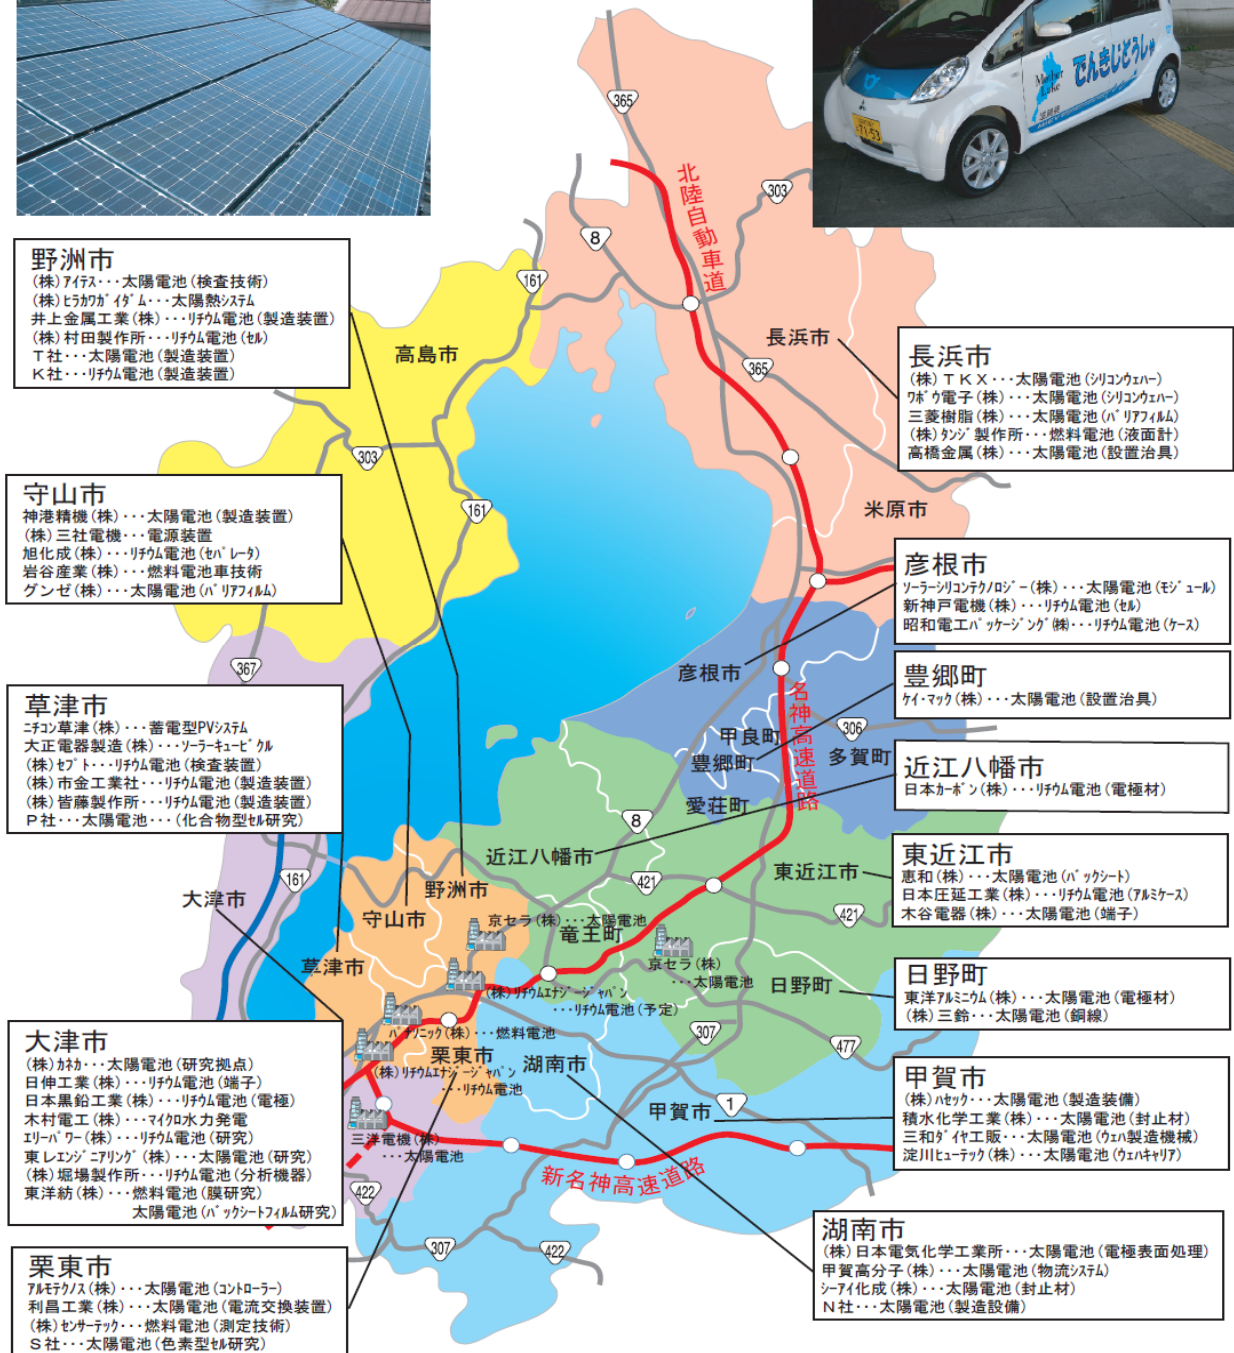 365
303
8
北陸自動車道
161
Mother
Lake
でんきじどうしゃ
滋賀県
71-53
野洲市
(株)ｱｲﾃｽ･･･太陽電池(検査技術)
(株)ﾋﾗｶﾜｶﾞｲﾀﾞﾑ･･･太陽熱ｼｽﾃﾑ
井上金属工業(株)･･･ﾘﾁｳﾑ電池(製造装置)
(株)村田製作所･･･ﾘﾁｳﾑ電池(ｾﾙ)
T社･･･太陽電池(製造装置)
K社･･･ﾘﾁｳﾑ電池(製造装置)
高島市
長浜市
365
303
161
長浜市
(株)TKX･･･太陽電池(ｼﾘｺﾝｳｪﾊｰ)
ﾜﾎﾞｳ電子(株)･･･太陽電池(ｼﾘｺﾝｳｪﾊｰ)
三菱樹脂(株)･･･太陽電池(ﾊﾞﾘｱﾌｨﾙﾑ)
(株)ﾀﾝｼﾞ製作所･･･燃料電池(液面計)
高橋金属(株)･･･太陽電池(設置治具)
守山市
神港精機(株)･･･太陽電池(製造装置)
(株)三社電機･･･電源装置
旭化成(株)･･･ﾘﾁｳﾑ電池(ｾﾊﾟﾚｰﾀ)
岩谷産業(株)･･･燃料電池車技術
グンゼ(株)･･･太陽電池(ﾊﾞﾘｱﾌｨﾙﾑ)
米原市
彦根市
ｿｰﾗｰｼﾘｺﾝﾃｸﾉﾛｼﾞｰ(株)･･･太陽電池(ﾓｼﾞｭｰﾙ)
新神戸電機(株)･･･ﾘﾁｳﾑ電池(ｾﾙ)
昭和電工ﾊﾟｯｹｰｼﾞﾝｸﾞ㈱･･･ﾘﾁｳﾑ電池(ｹｰｽ)
367
彦根市
名神高速道路
豊郷町
ｹｲ･ﾏｯｸ(株)･･･太陽電池(設置治具)
草津市
ﾆﾁｺﾝ草津(株)･･･蓄電型PVｼｽﾃﾑ
大正電器製造(株)･･･ｿｰﾗｰｷｭｰﾋﾞｸﾙ
(株)ｾﾌﾟﾄ･･･ﾘﾁｳﾑ電池(検査装置)
(株)市金工業社･･･ﾘﾁｳﾑ電池(製造装置)
(株)皆藤製作所･･･ﾘﾁｳﾑ電池(製造装置)
P社･･･太陽電池･･･(化合物型ｾﾙ研究)
甲良町
306
豊郷町
多賀町
愛荘町
近江八幡市
日本ｶｰﾎﾞﾝ(株)･･･ﾘﾁｳﾑ電池(電極材)
8
近江八幡市
東近江市
421
421
161
大津市
野洲市
守山市
草津市
東近江市
恵和(株)･･･太陽電池(ﾊﾞｯｸｼｰﾄ)
日本圧延工業(株)･･･ﾘﾁｳﾑ電池(ｱﾙﾐｹｰｽ)
木谷電器(株)･･･太陽電池(端子)
京セラ(株)･･･太陽電池
竜王町
京セラ(株)
･･･太陽電池
日野町
(株)ﾘﾁｳﾑｴﾅｼﾞｰｼﾞｬﾊﾟﾝ
･･･ﾘﾁｳﾑ電池(予定)
日野町
東洋ｱﾙﾐﾆｳﾑ(株)･･･太陽電池(電極材)
(株)三鈴･･･太陽電池(銅線)
ﾊﾟﾅｿﾆｯｸ(株)･･･燃料電池
栗東市
(株)ﾘﾁｳﾑｴﾅｼﾞｰｼﾞｬﾊﾟﾝ
･･･ﾘﾁｳﾑ電池
湖南市
307
477
甲賀市
1
大津市
(株)ｶﾈｶ･･･太陽電池(研究拠点)
日伸工業(株)･･･ﾘﾁｳﾑ電池(端子)
日本黒鉛工業(株)･･･ﾘﾁｳﾑ電池(電極)
木村電工(株)･･･ﾏｲｸﾛ水力発電
ｴﾘｰﾊﾟﾜｰ(株)･･･ﾘﾁｳﾑ電池(研究)
東ﾚｴﾝｼﾞﾆｱﾘﾝｸﾞ(株)･･･太陽電池(研究)
(株)堀場製作所･･･ﾘﾁｳﾑ電池(分析機器)
東洋紡(株)･･･燃料電池(膜研究)
太陽電池(ﾊﾞｯｸｼｰﾄﾌｨﾙﾑ研究)
甲賀市
(株)ﾊｾｯｸ･･･太陽電池(製造装備)
積水化学工業(株)･･･太陽電池(封止材)
三和ﾀﾞｲﾔ工販･･･太陽電池(ｳｪﾊ製造機械)
淀川ﾋｭｰﾃｯｸ(株)･･･太陽電池(ｳｪﾊｷｬﾘｱ)
三洋電機(株)
･･･太陽電池
新名神高速道路
422
307
422
湖南市
(株)日本電気化学工業所･･･太陽電池(電極表面処理)
甲賀高分子(株)･･･太陽電池(物流ｼｽﾃﾑ)
ｼｰｱｲ化成(株)･･･太陽電池(封止材)
N社･･･太陽電池(製造設備)
栗東市
ｱﾙﾓﾃｸﾉｽ(株)･･･太陽電池(ｺﾝﾄﾛｰﾗｰ)
利昌工業(株)･･･太陽電池(電流交換装置)
(株)ｾﾝｻｰﾃｯｸ･･･燃料電池(測定技術)
S社･･･太陽電池(色素型ｾﾙ研究)